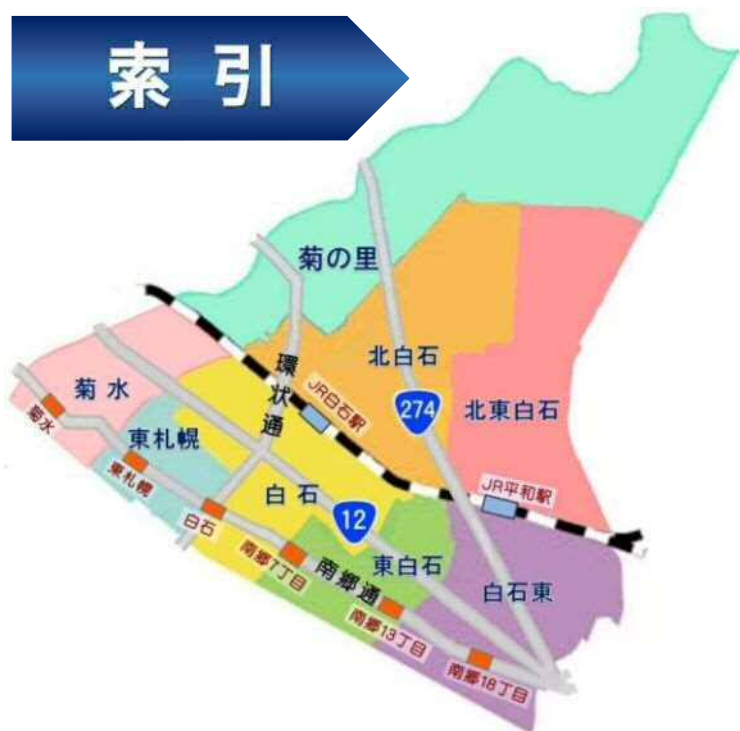 索引
菊の里
北白石
274
北東白石
環状通
JR白石駅
菊水
菊水
東札幌
東札幌
白石
白石
12
JR平和駅
南郷7丁目
南郷通
東白石
白石東
南郷13丁目
南郷18丁目